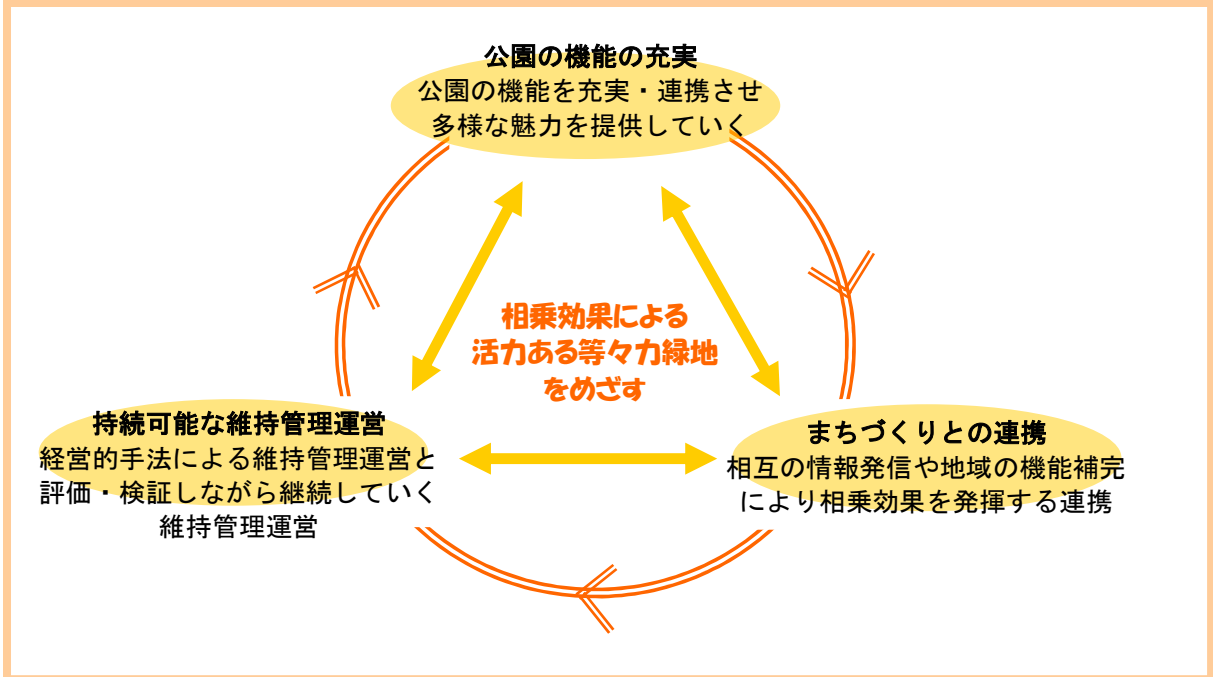 公園の機能の充実
公園の機能を充実・連携させ
多様な魅力を提供していく
相乗効果による
活力ある等々力緑地
をめざす
持続可能な維持管理運営
経営的手法による維持管理運営と
評価・検証しながら継続していく
維持管理運営
まちづくりとの連携
相互の情報発信や地域の機能補完
により相乗効果を発揮する連携